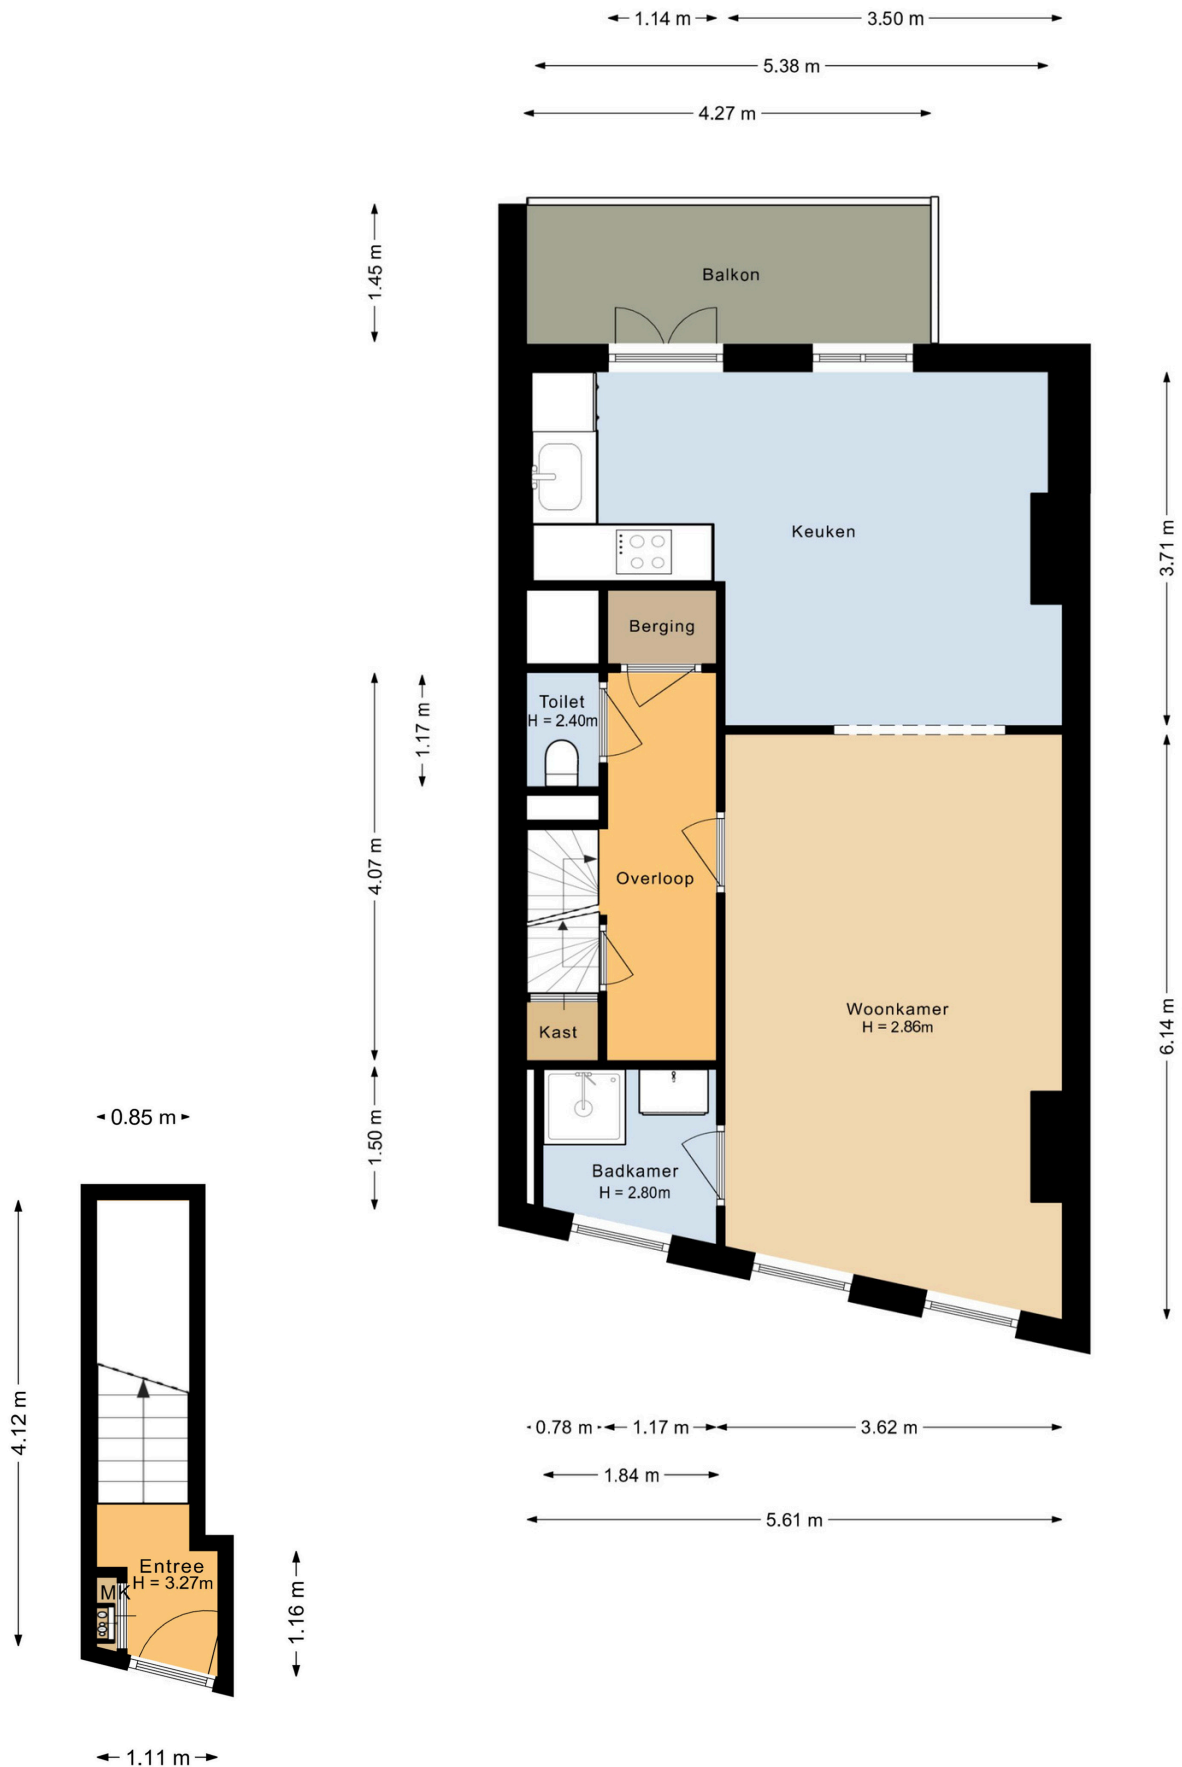 1.14 m
3.50 m
5.38 m
4.27 m
1.45 m
Balkon
Keuken
3.71 m
Berging
Toilet
H = 2.40m
1.17 m
4.07 m
Overloop
Woonkamer
H = 2.86m
6.14 m
Kast
1.50 m
Badkamer
H = 2.80m
0.85 m
4.12 m
0.78 m
1.17 m
3.62 m
1.84 m
5.61 m
Entree
H = 3.27m
MK
1.16 m
1.11 m